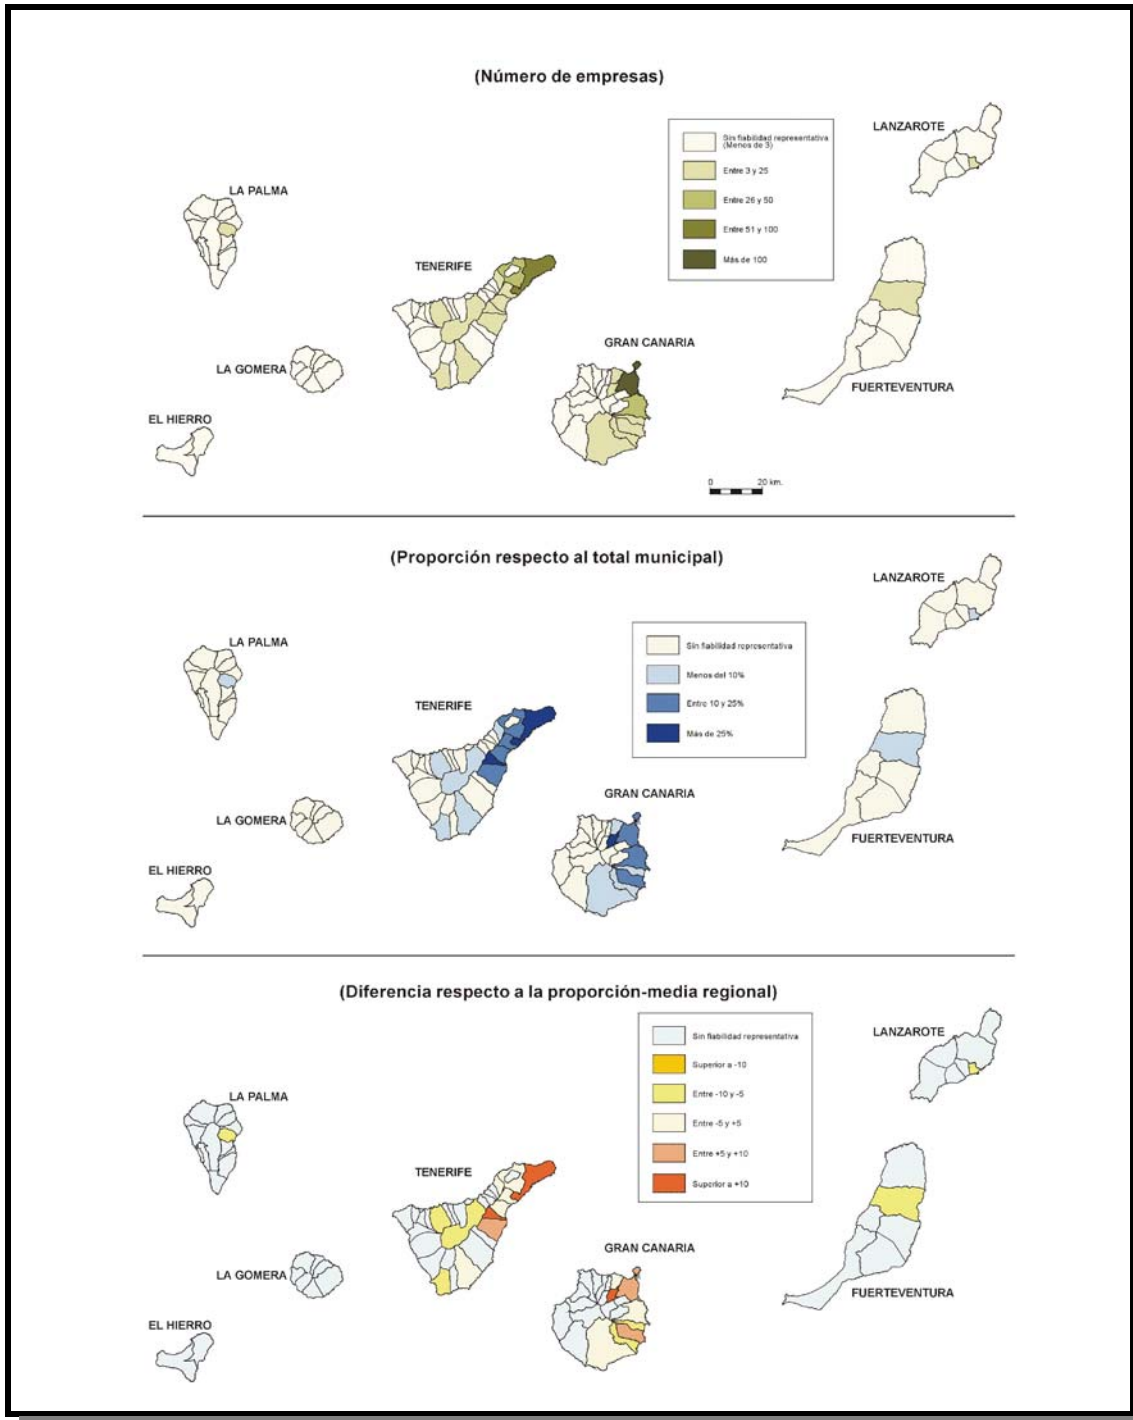 (Número de empresas)
LANZAROTE
Sin fiabilidad representativa
(Menos de 3)
Entre 3 y 25
Entre 26 y 50
Entre 51 y 100
Más de 100
LA PALMA
TENERIFE
GRAN CANARIA
LA GOMERA
FUERTEVENTURA
EL HIERRO
0 20 km.
(Proporción respecto al total municipal)
LANZAROTE
Sin fiabilidad representativa
Menos del 10%
Entre 10 y 25%
Más de 25%
LA PALMA
TENERIFE
GRAN CANARIA
LA GOMERA
FUERTEVENTURA
EL HIERRO
(Diferencia respecto a la proporción-media regional)
LANZAROTE
Sin fiabilidad representativa
Superior a -10
Entre -10 y -5
Entre -5 y +5
Entre +5 y +10
Superior a +10
LA PALMA
TENERIFE
GRAN CANARIA
LA GOMERA
FUERTEVENTURA
EL HIERRO